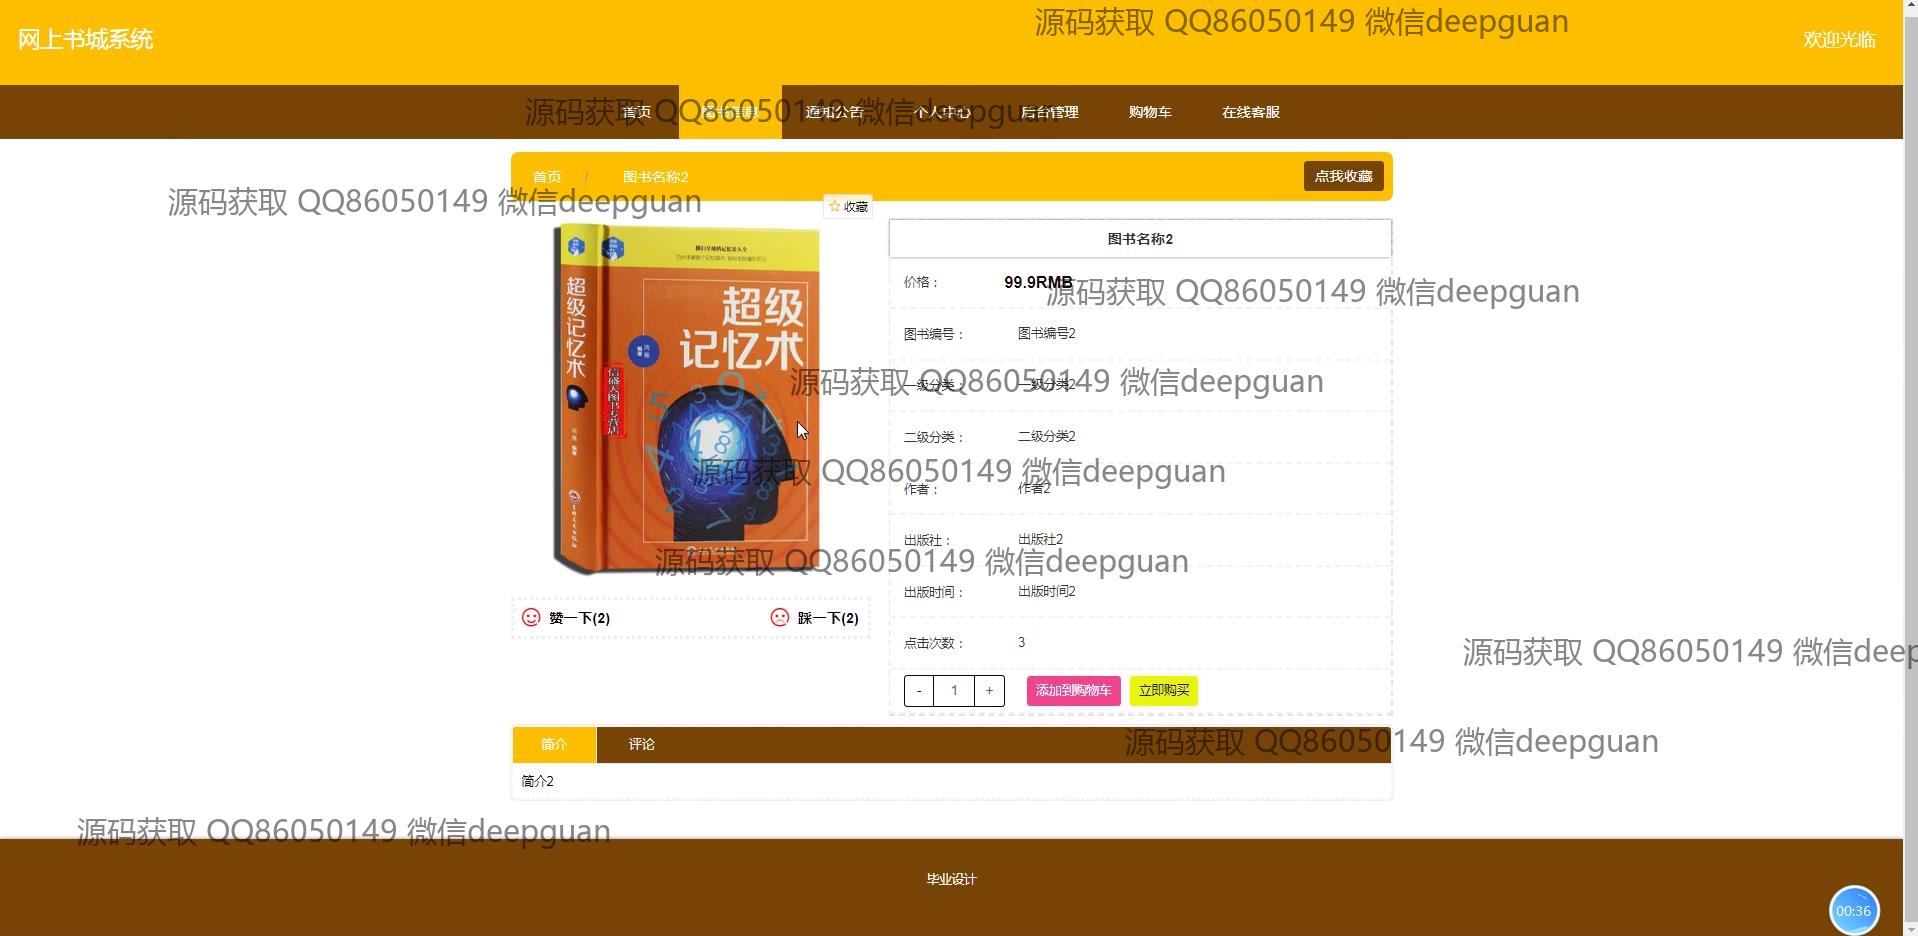 网上书城系统
源码获取 QQ86050149 微信deepguan
欢迎光临
首页
图书信息
通知公告
个人中心
后台管理
购物车
在线客服
源码获取 QQ86050149 微信deepguan
首页 / 图书名称2
点我收藏
源码获取 QQ86050149 微信deepguan
☆收藏
图书名称2
价格： 99.9RMB
源码获取 QQ86050149 微信deepguan
图书编号： 图书编号2
一级分类： 一级分类2
源码获取 QQ86050149 微信deepguan
二级分类： 二级分类2
源码获取 QQ86050149 微信deepguan
作者： 作者2
出版社： 出版社2
源码获取 QQ86050149 微信deepguan
出版时间： 出版时间2
点击次数： 3
超级
记忆术
超级记忆术
赞一下(2)
踩一下(2)
源码获取 QQ86050149 微信deep
- 1 +
添加到购物车
立即购买
简介
评论
源码获取 QQ86050149 微信deepguan
简介2
源码获取 QQ86050149 微信deepguan
毕业设计
00:36